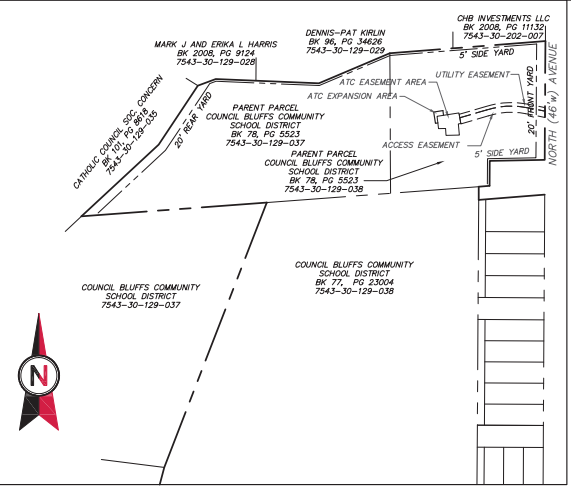 CHB INVESTMENTS LLC
BK 2008, PG 11132
7543-30-202-007
DENNIS-PAT KIRLIN
BK 96, PG 34626
7543-30-129-029
MARK J AND ERIKA L HARRIS
BK 2008, PG 9124
7543-30-129-028
5' SIDE YARD
UTILITY EASEMENT
ATC EASEMENT AREA
ATC EXPANSION AREA
20' FRONT YARD
NORTH (46'w) AVENUE
CATHOLIC COUNCIL SOC. CONCERN
BK 101, PG 8618
7543-30-129-035
20' REAR YARD
PARENT PARCEL
COUNCIL BLUFFS COMMUNITY
SCHOOL DISTRICT
BK 78, PG 5523
7543-30-129-037
ACCESS EASEMENT
5' SIDE YARD
PARENT PARCEL
COUNCIL BLUFFS COMMUNITY
SCHOOL DISTRICT
BK 78, PG 5523
7543-30-129-038
COUNCIL BLUFFS COMMUNITY
SCHOOL DISTRICT
7543-30-129-037
COUNCIL BLUFFS COMMUNITY
SCHOOL DISTRICT
BK 77, PG 23004
7543-30-129-038
N